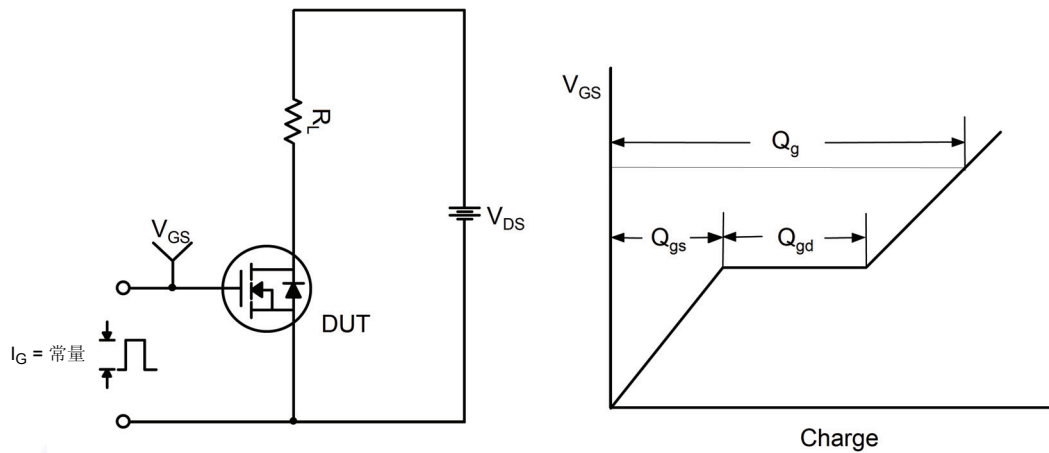 R_L
V_GS
V_DS
DUT
I_G = 常量
V_GS
Q_g
Q_gs
Q_gd
Charge